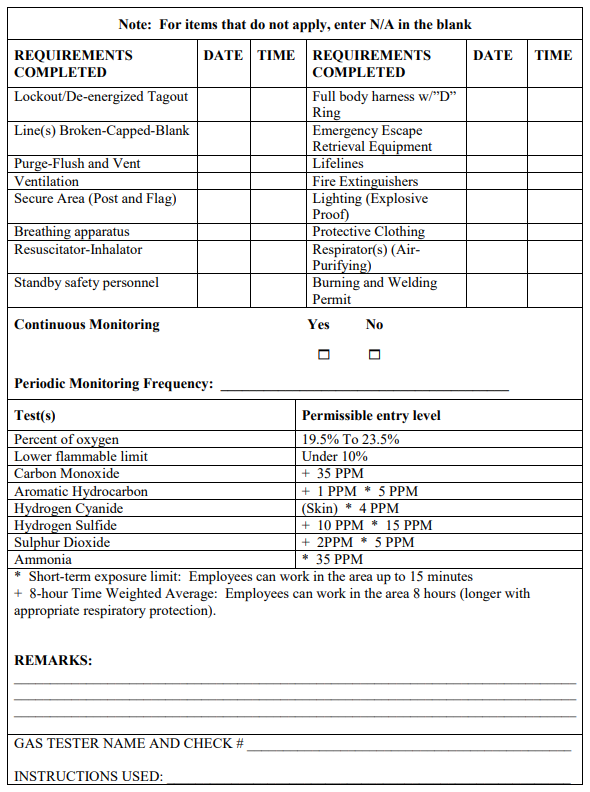 Note: For items that do not apply, enter N/A in the blank
REQUIREMENTS COMPLETED DATE TIME REQUIREMENTS COMPLETED DATE TIME
Lockout/De-energized Tagout Full body harness w/”D” Ring
Line(s) Broken-Capped-Blank Emergency Escape Retrieval Equipment
Purge-Flush and Vent Lifelines
Ventilation Fire Extinguishers
Secure Area (Post and Flag) Lighting (Explosive Proof)
Breathing apparatus Protective Clothing
Resuscitator-Inhalator Respirator(s) (Air-Purifying)
Standby safety personnel Burning and Welding Permit
Continuous Monitoring Yes No
☐ ☐
Periodic Monitoring Frequency: ____________________________________
Test(s) Permissible entry level
Percent of oxygen 19.5% To 23.5%
Lower flammable limit Under 10%
Carbon Monoxide + 35 PPM
Aromatic Hydrocarbon + 1 PPM * 5 PPM
Hydrogen Cyanide (Skin) * 4 PPM
Hydrogen Sulfide + 10 PPM * 15 PPM
Sulphur Dioxide + 2PPM * 5 PPM
Ammonia * 35 PPM
* Short-term exposure limit: Employees can work in the area up to 15 minutes
+ 8-hour Time Weighted Average: Employees can work in the area 8 hours (longer with
appropriate respiratory protection).
REMARKS:
GAS TESTER NAME AND CHECK # ____________________________________
INSTRUCTIONS USED: ____________________________________